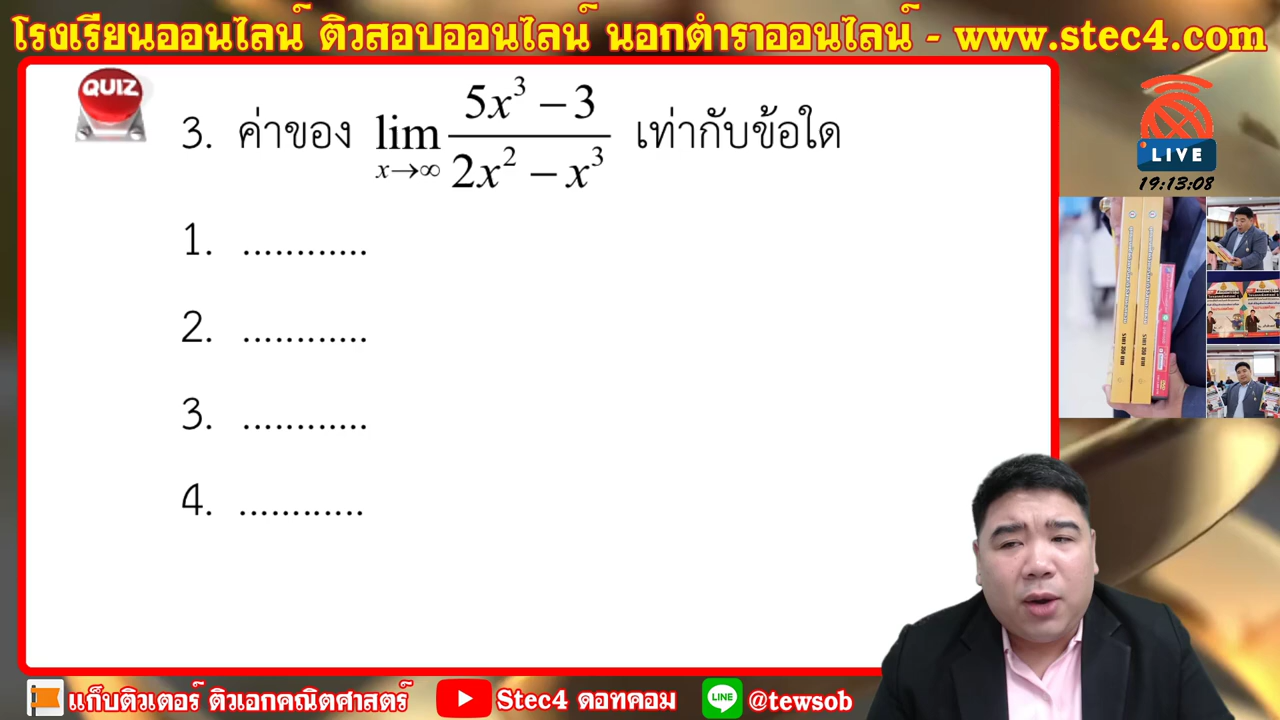 โรงเรียนออนไลน์ ติวสอบออนไลน์ นอกตำราออนไลน์ - www.stec4.com
QUIZ
3. ค่าของ lim x→∞ (5x³ − 3)/(2x² − x³) เท่ากับข้อใด
LIVE
19:13:08
1. ............
2. ............
3. ............
4. ............
แก็บติวเตอร์ ติวเอกคณิตศาสตร์
Stec4 ดอทคอม
LINE
@tewsob